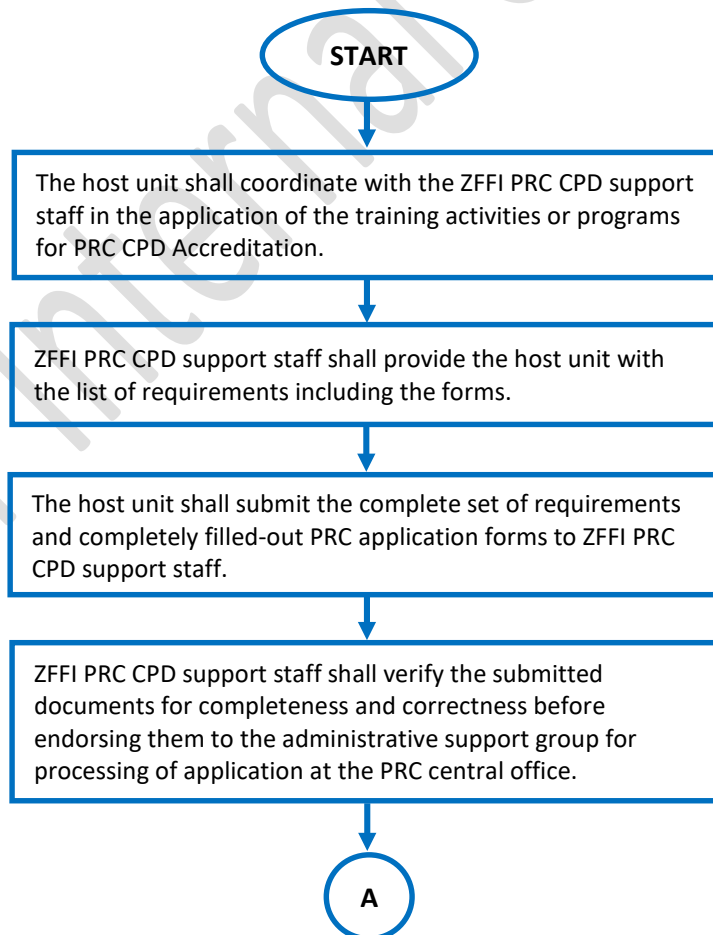 START
The host unit shall coordinate with the ZFFI PRC CPD support
staff in the application of the training activities or programs
for PRC CPD Accreditation.
ZFFI PRC CPD support staff shall provide the host unit with
the list of requirements including the forms.
The host unit shall submit the complete set of requirements
and completely filled-out PRC application forms to ZFFI PRC
CPD support staff.
ZFFI PRC CPD support staff shall verify the submitted
documents for completeness and correctness before
endorsing them to the administrative support group for
processing of application at the PRC central office.
A